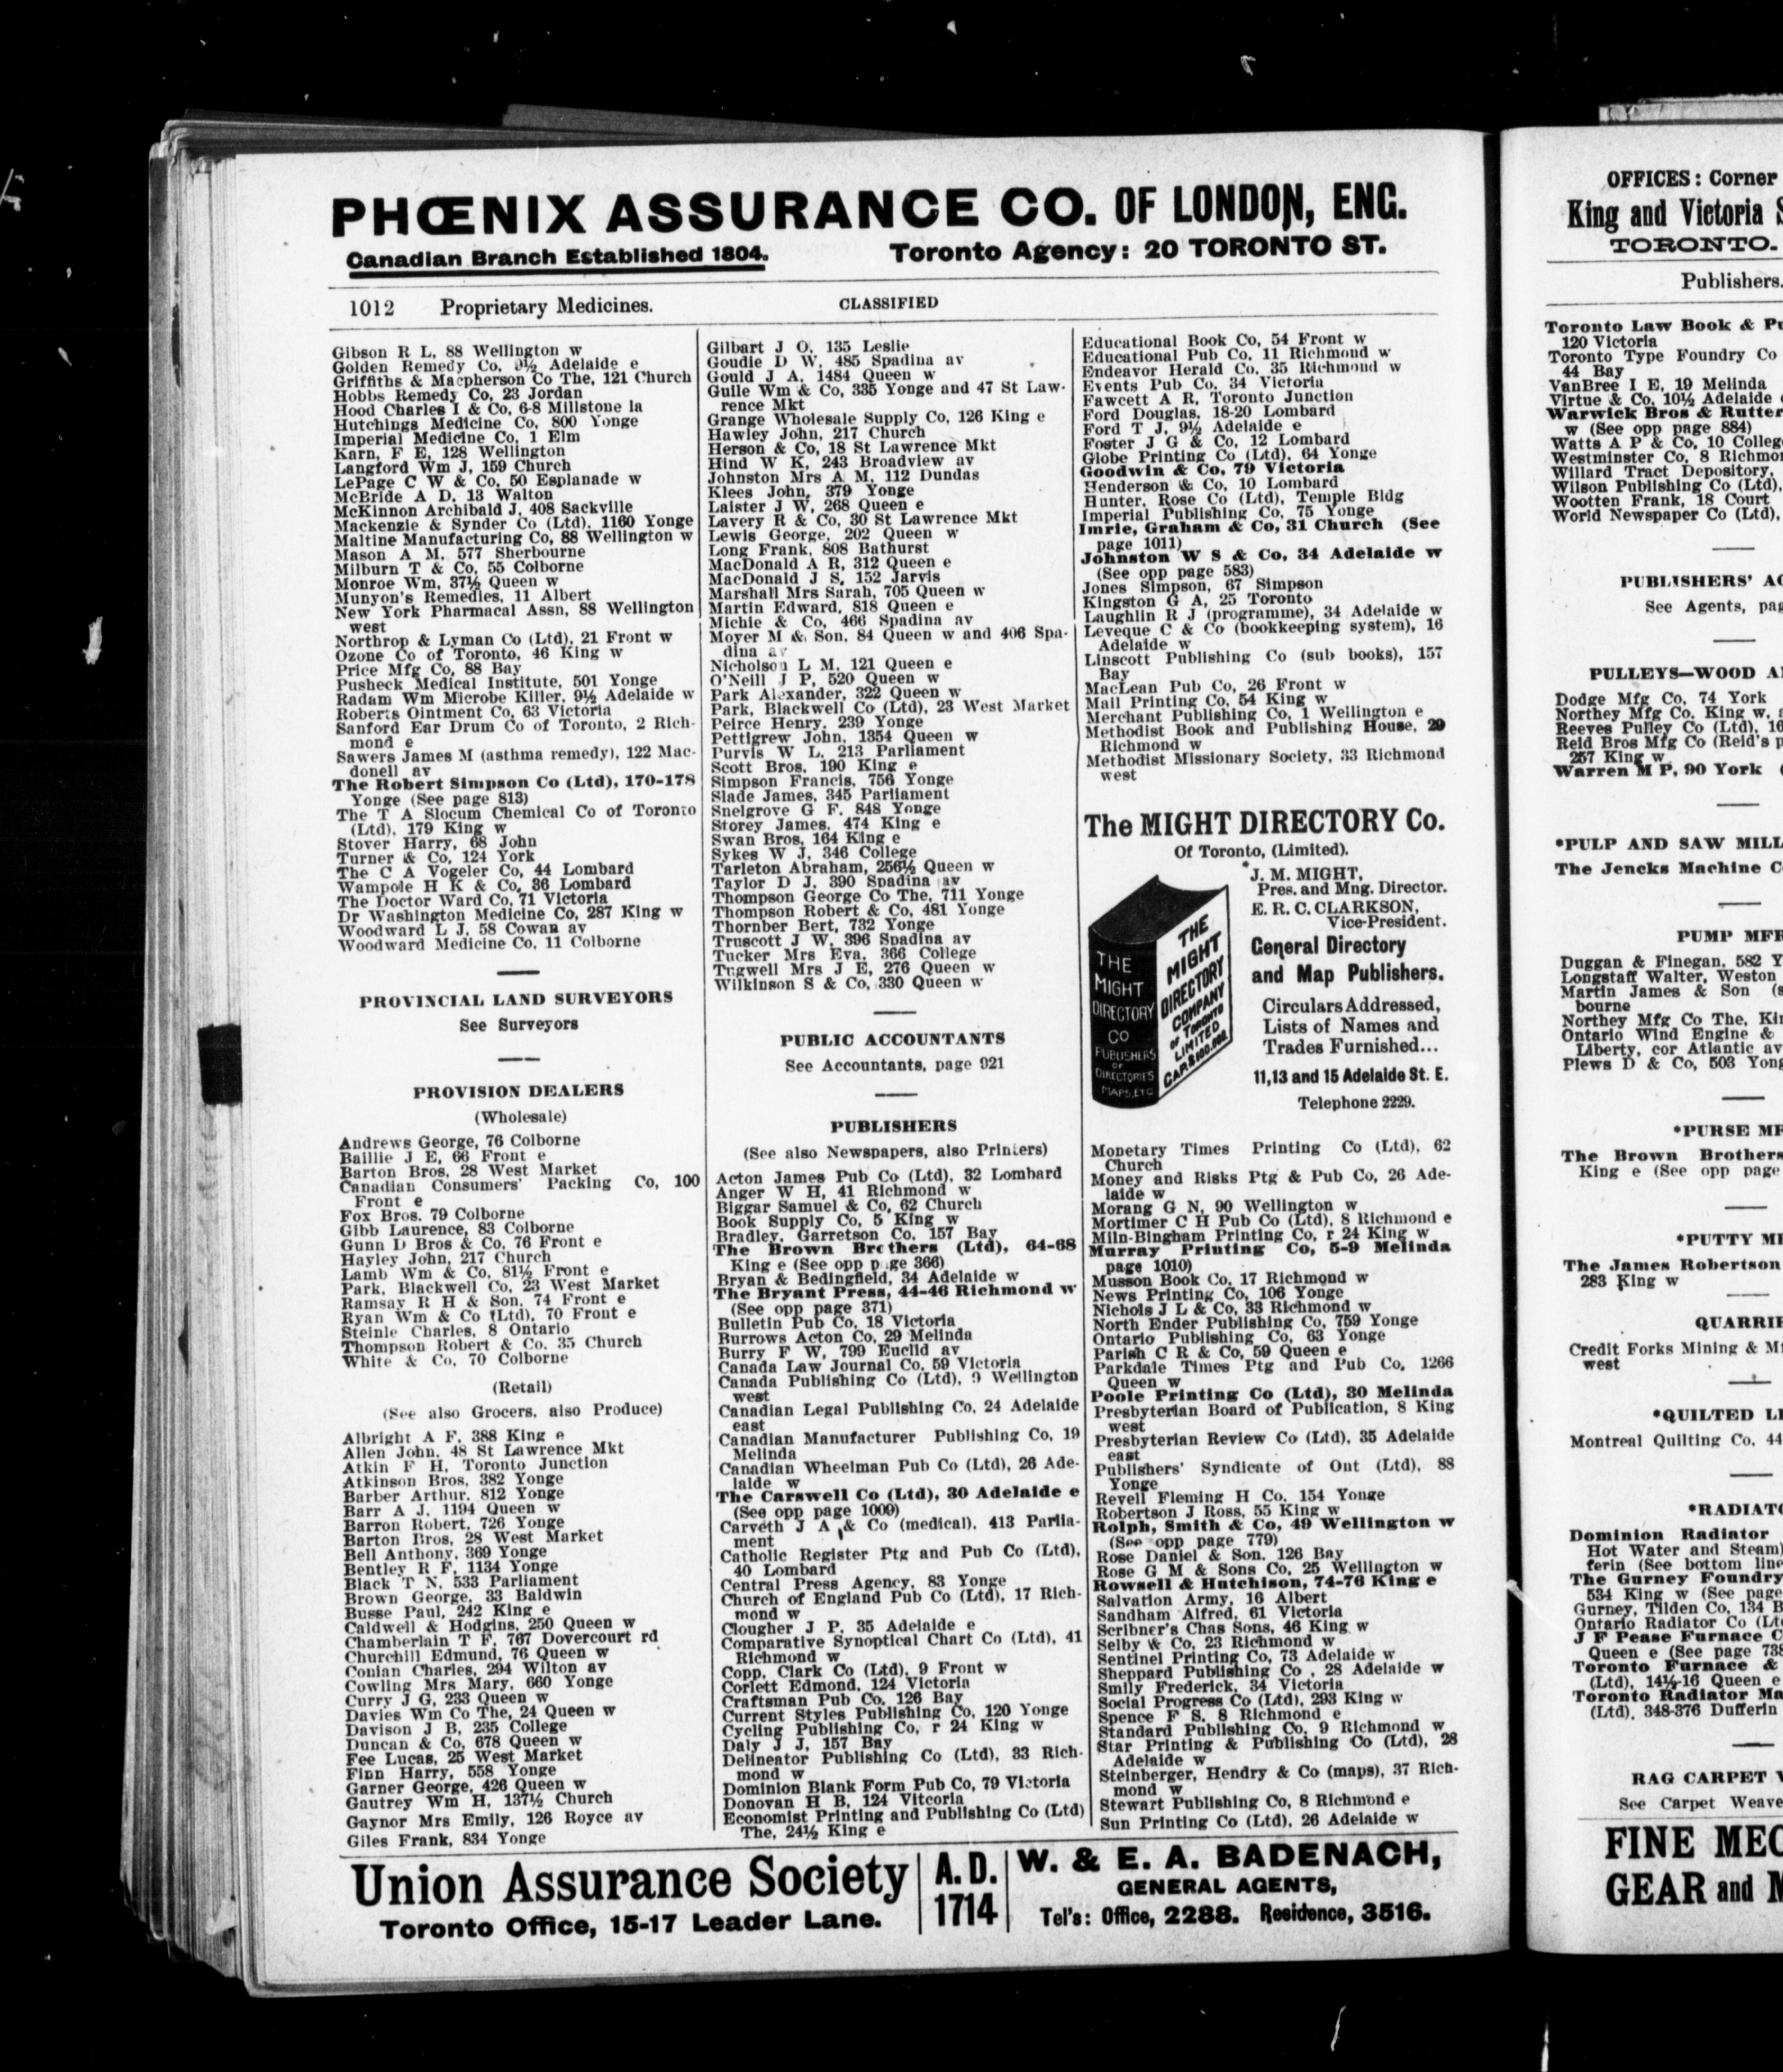 PHŒNIX ASSURANCE CO. OF LONDON, ENG.
Canadian Branch Established 1804. Toronto Agency: 20 TORONTO ST.
1012 Proprietary Medicines. CLASSIFIED
Gibson R L, 88 Wellington w
Golden Remedy Co, 9½ Adelaide e
Griffiths & Macpherson Co The, 121 Church
Hobbs Remedy Co, 23 Jordan
Hood Charles I & Co, 6-8 Millstone la
Hutchings Medicine Co, 800 Yonge
Imperial Medicine Co, 1 Elm
Karn, F E, 128 Wellington
Langford Wm J, 159 Church
LePage C W & Co, 50 Esplanade w
McBride A D, 13 Walton
McKinnon Archibald J, 408 Sackville
Mackenzie & Synder Co (Ltd), 1160 Yonge
Maltine Manufacturing Co, 88 Wellington w
Mason A M, 577 Sherbourne
Milburn T & Co, 55 Colborne
Monroe Wm, 37½ Queen w
Munyon's Remedies, 11 Albert
New York Pharmacal Assn, 88 Wellington
west
Northrop & Lyman Co (Ltd), 21 Front w
Ozone Co of Toronto, 46 King w
Price Mfg Co, 88 Bay
Pusheck Medical Institute, 501 Yonge
Radam Wm Microbe Killer, 9½ Adelaide w
Roberts Ointment Co, 63 Victoria
Sanford Ear Drum Co of Toronto, 2 Rich-
mond e
Sawers James M (asthma remedy), 122 Mac-
donell av
The Robert Simpson Co (Ltd), 170-178
Yonge (See page 813)
The T A Slocum Chemical Co of Toronto
(Ltd), 179 King w
Stover Harry, 68 John
Turner & Co, 124 York
The C A Vogeler Co, 44 Lombard
Wampole H K & Co, 36 Lombard
The Doctor Ward Co, 71 Victoria
Dr Washington Medicine Co, 287 King w
Woodward L J, 58 Cowan av
Woodward Medicine Co, 11 Colborne
PROVINCIAL LAND SURVEYORS
See Surveyors
PROVISION DEALERS
(Wholesale)
Andrews George, 76 Colborne
Baillie J E, 66 Front e
Barton Bros, 28 West Market
Canadian Consumers' Packing Co, 100
Front e
Fox Bros, 79 Colborne
Gibb Laurence, 83 Colborne
Gunn D Bros & Co, 76 Front e
Hayley John, 217 Church
Lamb Wm & Co, 81½ Front e
Park, Blackwell Co, 23 West Market
Ramsay R H & Son, 74 Front e
Ryan Wm & Co (Ltd), 70 Front e
Steinle Charles, 8 Ontario
Thompson Robert & Co, 35 Church
White & Co, 70 Colborne
(Retail)
(See also Grocers, also Produce)
Albright A F, 388 King e
Allen John, 48 St Lawrence Mkt
Atkin F H, Toronto Junction
Atkinson Bros, 382 Yonge
Barber Arthur, 812 Yonge
Barr A J, 1194 Queen w
Barron Robert, 726 Yonge
Barton Bros, 28 West Market
Bell Anthony, 369 Yonge
Bentley R F, 1134 Yonge
Black T N, 533 Parliament
Brown George, 33 Baldwin
Busse Paul, 242 King e
Caldwell & Hodgins, 250 Queen w
Chamberlain T F, 767 Dovercourt rd
Churchill Edmund, 76 Queen w
Conlan Charles, 294 Wilton av
Cowling Mrs Mary, 660 Yonge
Curry J G, 233 Queen w
Davies Wm Co The, 24 Queen w
Davison J B, 235 College
Duncan & Co, 678 Queen w
Fee Lucas, 25 West Market
Finn Harry, 558 Yonge
Garner George, 426 Queen w
Gautrey Wm H, 137½ Church
Gaynor Mrs Emily, 126 Royce av
Giles Frank, 834 Yonge
Gilbart J O, 135 Leslie
Goudie D W, 485 Spadina av
Gould J A, 1484 Queen w
Guile Wm & Co, 335 Yonge and 47 St Law-
rence Mkt
Grange Wholesale Supply Co, 126 King e
Hawley John, 217 Church
Herson & Co, 18 St Lawrence Mkt
Hind W K, 243 Broadview av
Johnston Mrs A M, 112 Dundas
Klees John, 379 Yonge
Laister J W, 268 Queen e
Lavery R & Co, 30 St Lawrence Mkt
Lewis George, 202 Queen w
Long Frank, 808 Bathurst
MacDonald A R, 312 Queen e
MacDonald J S, 152 Jarvis
Marshall Mrs Sarah, 705 Queen w
Martin Edward, 818 Queen e
Michie & Co, 466 Spadina av
Moyer M & Son, 84 Queen w and 406 Spa-
dina av
Nicholson L M, 121 Queen e
O'Neill J P, 520 Queen w
Park Alexander, 322 Queen w
Park, Blackwell Co (Ltd), 23 West Market
Peirce Henry, 239 Yonge
Pettigrew John, 1354 Queen w
Purvis W L, 213 Parliament
Scott Bros, 190 King e
Simpson Francis, 756 Yonge
Slade James, 345 Parliament
Snelgrove G F, 848 Yonge
Storey James, 474 King e
Swan Bros, 164 King e
Sykes W J, 346 College
Tarleton Abraham, 256½ Queen w
Taylor D J, 390 Spadina av
Thompson George Co The, 711 Yonge
Thompson Robert & Co, 481 Yonge
Thornber Bert, 732 Yonge
Truscott J W, 396 Spadina av
Tucker Mrs Eva, 366 College
Tugwell Mrs J E, 276 Queen w
Wilkinson S & Co, 330 Queen w
PUBLIC ACCOUNTANTS
See Accountants, page 921
PUBLISHERS
(See also Newspapers, also Printers)
Acton James Pub Co (Ltd), 32 Lombard
Anger W H, 41 Richmond w
Biggar Samuel & Co, 62 Church
Book Supply Co, 5 King w
Bradley, Garretson Co, 157 Bay
The Brown Brothers (Ltd), 64-68
King e (See opp page 366)
Bryan & Bedingfield, 34 Adelaide w
The Bryant Press, 44-46 Richmond w
(See opp page 371)
Bulletin Pub Co, 18 Victoria
Burrows Acton Co, 29 Melinda
Burry F W, 799 Euclid av
Canada Law Journal Co, 59 Victoria
Canada Publishing Co (Ltd), 9 Wellington
west
Canadian Legal Publishing Co, 24 Adelaide
east
Canadian Manufacturer Publishing Co, 19
Melinda
Canadian Wheelman Pub Co (Ltd), 26 Ade-
laide w
The Carswell Co (Ltd), 30 Adelaide e
(See opp page 1009)
Carveth J A & Co (medical), 413 Parlia-
ment
Catholic Register Ptg and Pub Co (Ltd),
40 Lombard
Central Press Agency, 83 Yonge
Church of England Pub Co (Ltd), 17 Rich-
mond w
Clougher J P, 35 Adelaide e
Comparative Synoptical Chart Co (Ltd), 41
Richmond w
Copp, Clark Co (Ltd), 9 Front w
Corlett Edmond, 124 Victoria
Craftsman Pub Co, 126 Bay
Current Styles Publishing Co, 120 Yonge
Cycling Publishing Co, r 24 King w
Daly J J, 157 Bay
Delineator Publishing Co (Ltd), 33 Rich-
mond w
Dominion Blank Form Pub Co, 79 Victoria
Donovan H B, 124 Vitcoria
Economist Printing and Publishing Co (Ltd)
The, 24½ King e
Educational Book Co, 54 Front w
Educational Pub Co, 11 Richmond w
Endeavor Herald Co, 35 Richmond w
Events Pub Co, 34 Victoria
Fawcett A R, Toronto Junction
Ford Douglas, 18-20 Lombard
Ford T J, 9½ Adelaide e
Foster J G & Co, 12 Lombard
Globe Printing Co (Ltd), 64 Yonge
Goodwin & Co, 79 Victoria
Henderson & Co, 10 Lombard
Hunter, Rose Co (Ltd), Temple Bldg
Imperial Publishing Co, 75 Yonge
Imrie, Graham & Co, 31 Church (See
page 1011)
Johnston W S & Co, 34 Adelaide w
(See opp page 583)
Jones Simpson, 67 Simpson
Kingston G A, 25 Toronto
Laughlin R J (programme), 34 Adelaide w
Leveque C & Co (bookkeeping system), 16
Adelaide w
Linscott Publishing Co (sub books), 157
Bay
MacLean Pub Co, 26 Front w
Mail Printing Co, 54 King w
Merchant Publishing Co, 1 Wellington e
Methodist Book and Publishing House, 29
Richmond w
Methodist Missionary Society, 33 Richmond
west
The MIGHT DIRECTORY Co.
Of Toronto, (Limited).
J. M. MIGHT,
Pres. and Mng. Director.
E. R. C. CLARKSON,
Vice-President.
General Directory
and Map Publishers.
Circulars Addressed,
Lists of Names and
Trades Furnished...
11, 13 and 15 Adelaide St. E.
Telephone 2229.
THE
MIGHT
DIRECTORY
CO
PUBLISHERS
OF
DIRECTORIES
MAPS, ETC
THE
MIGHT
DIRECTORY
COMPANY
OF TORONTO
LIMITED
CAP. $100,000.
Monetary Times Printing Co (Ltd), 62
Church
Money and Risks Ptg & Pub Co, 26 Ade-
laide w
Morang G N, 90 Wellington w
Mortimer C H Pub Co (Ltd), 8 Richmond e
Miln-Bingham Printing Co, r 24 King w
Murray Printing Co, 5-9 Melinda
page 1010)
Musson Book Co, 17 Richmond w
News Printing Co, 106 Yonge
Nichols J L & Co, 33 Richmond w
North Ender Publishing Co, 759 Yonge
Ontario Publishing Co, 63 Yonge
Parish C R & Co, 59 Queen e
Parkdale Times Ptg and Pub Co, 1266
Queen w
Poole Printing Co (Ltd), 30 Melinda
Presbyterian Board of Publication, 8 King
west
Presbyterian Review Co (Ltd), 35 Adelaide
east
Publishers' Syndicate of Ont (Ltd), 88
Yonge
Revell Fleming H Co, 154 Yonge
Robertson J Ross, 55 King w
Rolph, Smith & Co, 49 Wellington w
(See opp page 779)
Rose Daniel & Son, 126 Bay
Rose G M & Sons Co, 25 Wellington w
Rowsell & Hutchison, 74-76 King e
Salvation Army, 16 Albert
Sandham Alfred, 61 Victoria
Scribner's Chas Sons, 46 King w
Selby & Co, 23 Richmond w
Sentinel Printing Co, 73 Adelaide w
Sheppard Publishing Co, 28 Adelaide w
Smily Frederick, 34 Victoria
Social Progress Co (Ltd), 293 King w
Spence F S, 8 Richmond e
Standard Publishing Co, 9 Richmond w
Star Printing & Publishing Co (Ltd), 28
Adelaide w
Steinberger, Hendry & Co (maps), 37 Rich-
mond w
Stewart Publishing Co, 8 Richmond e
Sun Printing Co (Ltd), 26 Adelaide w
Union Assurance Society
Toronto Office, 15-17 Leader Lane.
A.D.
1714
W. & E. A. BADENACH,
GENERAL AGENTS,
Tel's: Office, 2288. Residence, 3516.
OFFICES: Corner
King and Victoria S
TORONTO.
Publishers.
Toronto Law Book & Pu
120 Victoria
Toronto Type Foundry Co
44 Bay
VanBree I E, 19 Melinda
Virtue & Co, 10½ Adelaide
Warwick Bros & Rutter
w (See opp page 884)
Watts A P & Co, 10 College
Westminster Co, 8 Richmon
Willard Tract Depository,
Wilson Publishing Co (Ltd),
Wootten Frank, 18 Court
World Newspaper Co (Ltd),
PUBLISHERS' AG
See Agents, pag
PULLEYS—WOOD A
Dodge Mfg Co, 74 York
Northey Mfg Co, King w, a
Reeves Pulley Co (Ltd), 16
Reid Bros Mfg Co (Reid's p
257 King w
Warren M P, 90 York
*PULP AND SAW MILL
The Jencks Machine C
PUMP MFR
Duggan & Finegan, 582 Y
Longstaff Walter, Weston
Martin James & Son (s
bourne
Northey Mfg Co The, Kin
Ontario Wind Engine &
Liberty, cor Atlantic av
Plews D & Co, 503 Yong
*PURSE MF
The Brown Brothers
King e (See opp page
*PUTTY M
The James Robertson
283 King w
QUARRIE
Credit Forks Mining & M
west
*QUILTED LI
Montreal Quilting Co, 44
*RADIATO
Dominion Radiator
Hot Water and Steam)
ferin (See bottom line
The Gurney Foundry
534 King w (See page
Gurney, Tilden Co, 134 B
Ontario Radiator Co (Lt
J F Pease Furnace C
Queen e (See page 735
Toronto Furnace &
(Ltd), 14½-16 Queen e
Toronto Radiator Ma
(Ltd), 348-376 Dufferin
RAG CARPET W
See Carpet Weave
FINE MEC
GEAR and M